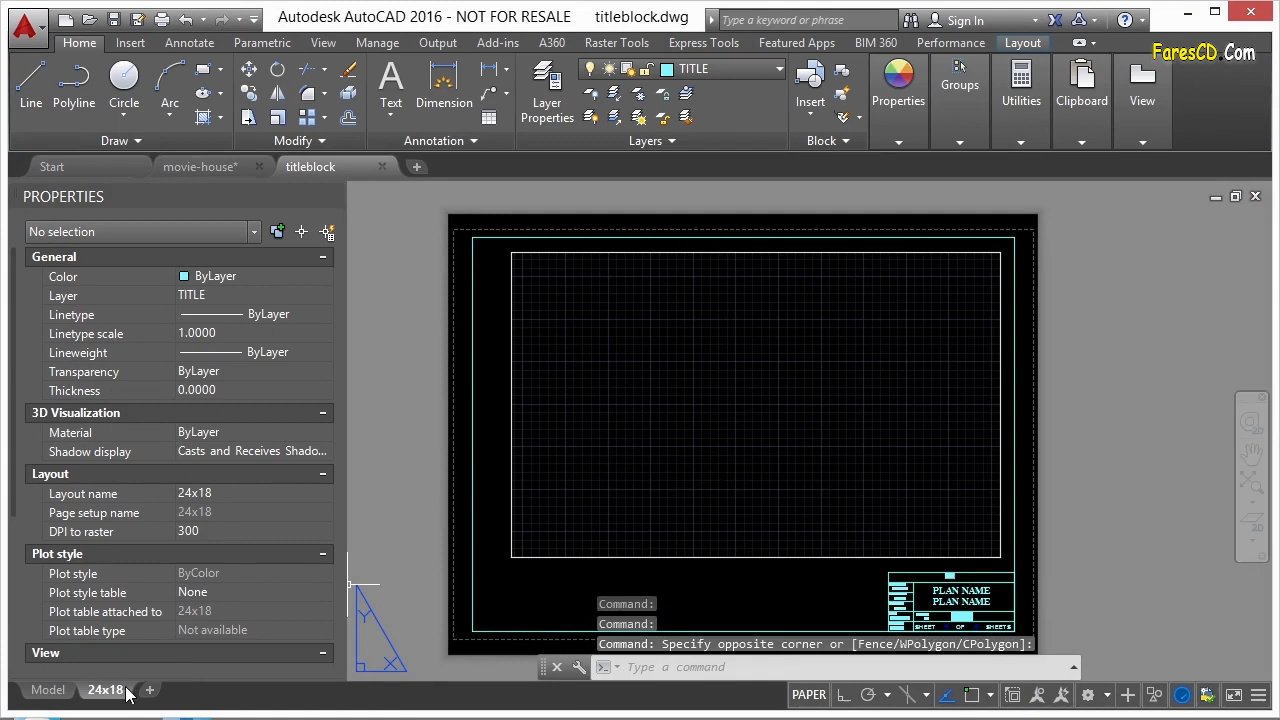 Autodesk AutoCAD 2016 - NOT FOR RESALE titleblock.dwg Type a keyword or phrase Sign In
Home Insert Annotate Parametric View Manage Output Add-ins A360 Raster Tools Express Tools Featured Apps BIM 360 Performance Layout
FaresCD.Com
TITLE
Line Polyline Circle Arc Text Dimension Layer Properties Insert Properties Groups Utilities Clipboard View
Draw Modify Annotation Layers Block
Start movie-house* titleblock
PROPERTIES
No selection
General
Color ByLayer
Layer TITLE
Linetype ByLayer
Linetype scale 1.0000
Lineweight ByLayer
Transparency ByLayer
Thickness 0.0000
3D Visualization
Material ByLayer
Shadow display Casts and Receives Shado...
Layout
Layout name 24x18
Page setup name 24x18
DPI to raster 300
Plot style
Plot style ByColor
Plot style table None
Plot table attached to 24x18
Plot table type Not available
View
2D
2D
PLAN NAME
PLAN NAME
SHEET OF SHEETS
Command:
Command:
Command: Specify opposite corner or [Fence/WPolygon/CPolygon]:
Type a command
Model 24x18
PAPER